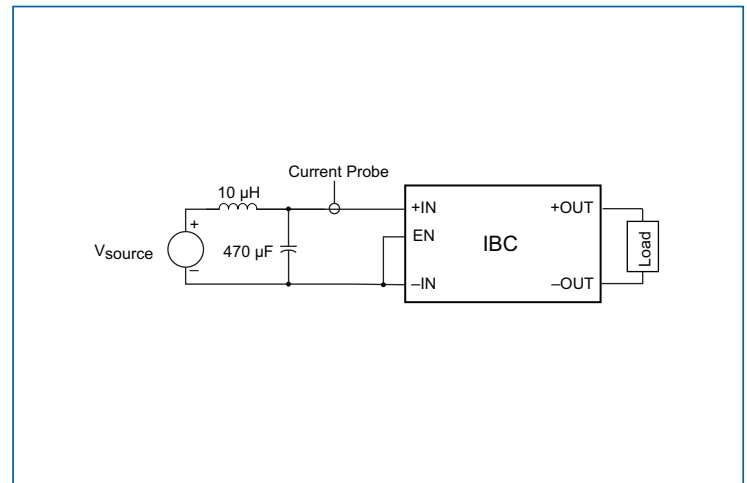 Current Probe
10 µH
+IN
+OUT
+
EN
IBC
Load
Vsource
470 µF
–
–IN
–OUT